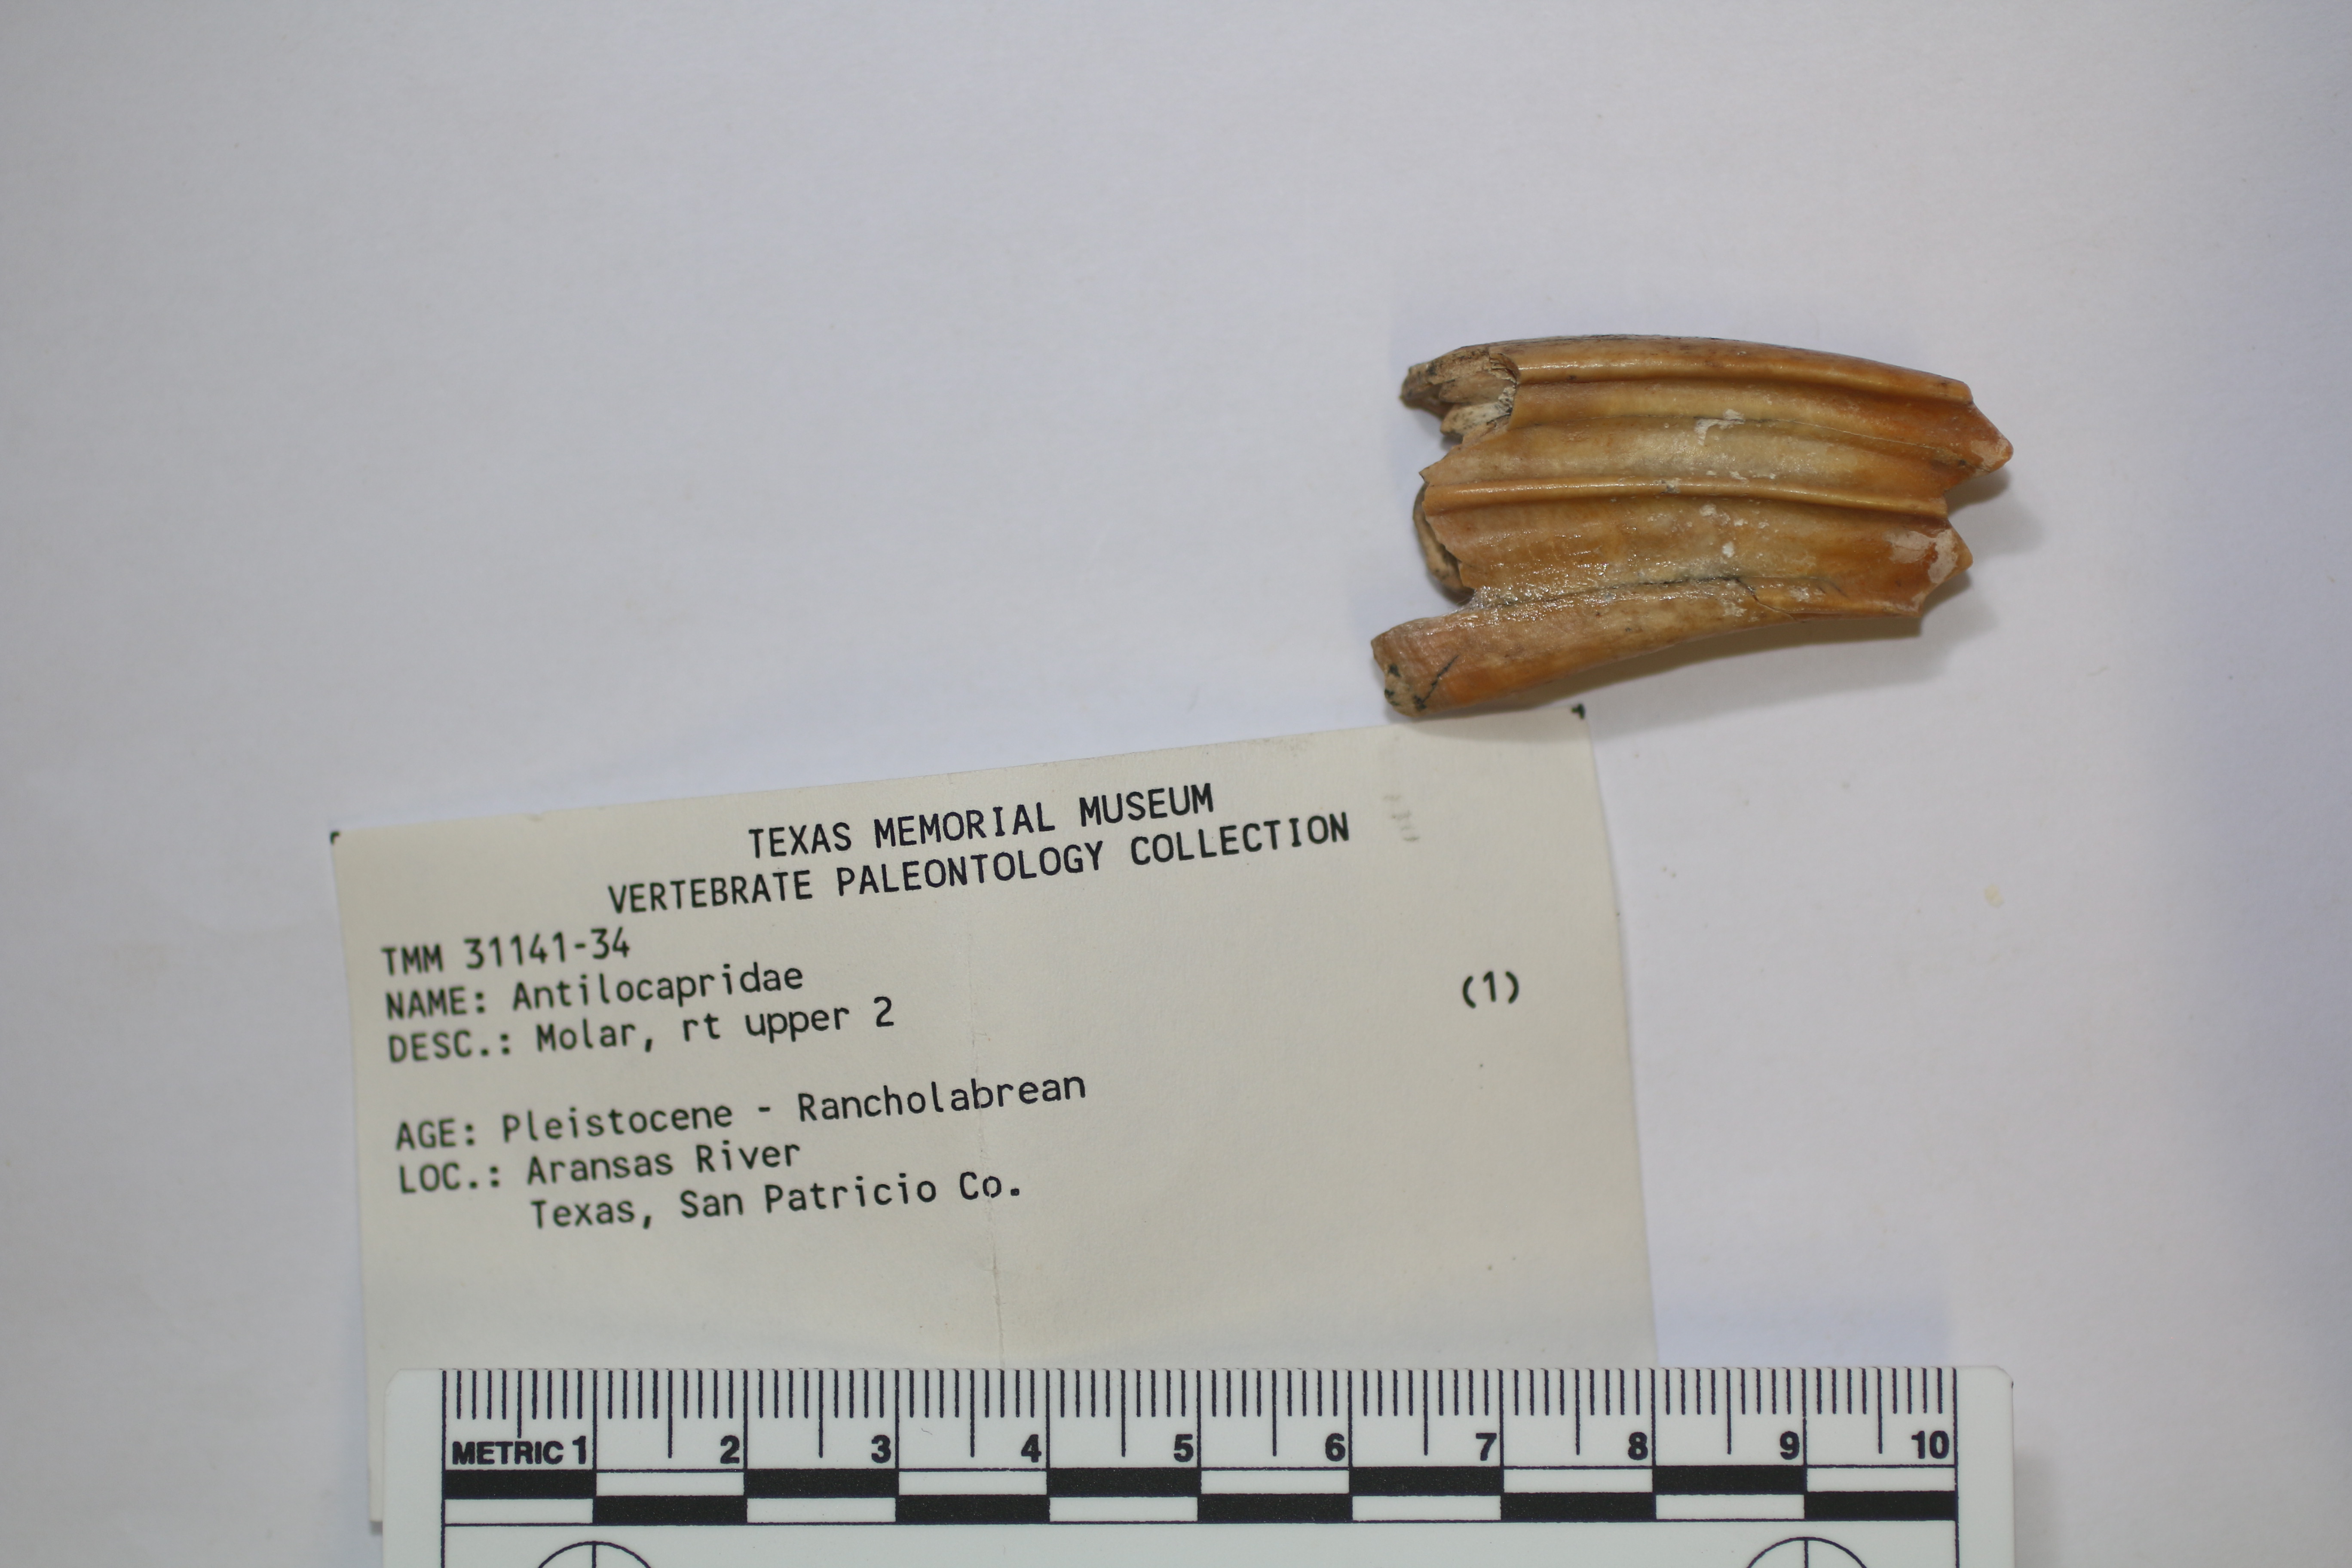 TEXAS MEMORIAL MUSEUM
VERTEBRATE PALEONTOLOGY COLLECTION
TMM 31141-34
NAME: Antilocapridae (1)
DESC.: Molar, rt upper 2
AGE: Pleistocene - Rancholabrean
LOC.: Aransas River
Texas, San Patricio Co.
METRIC 1 2 3 4 5 6 7 8 9 10